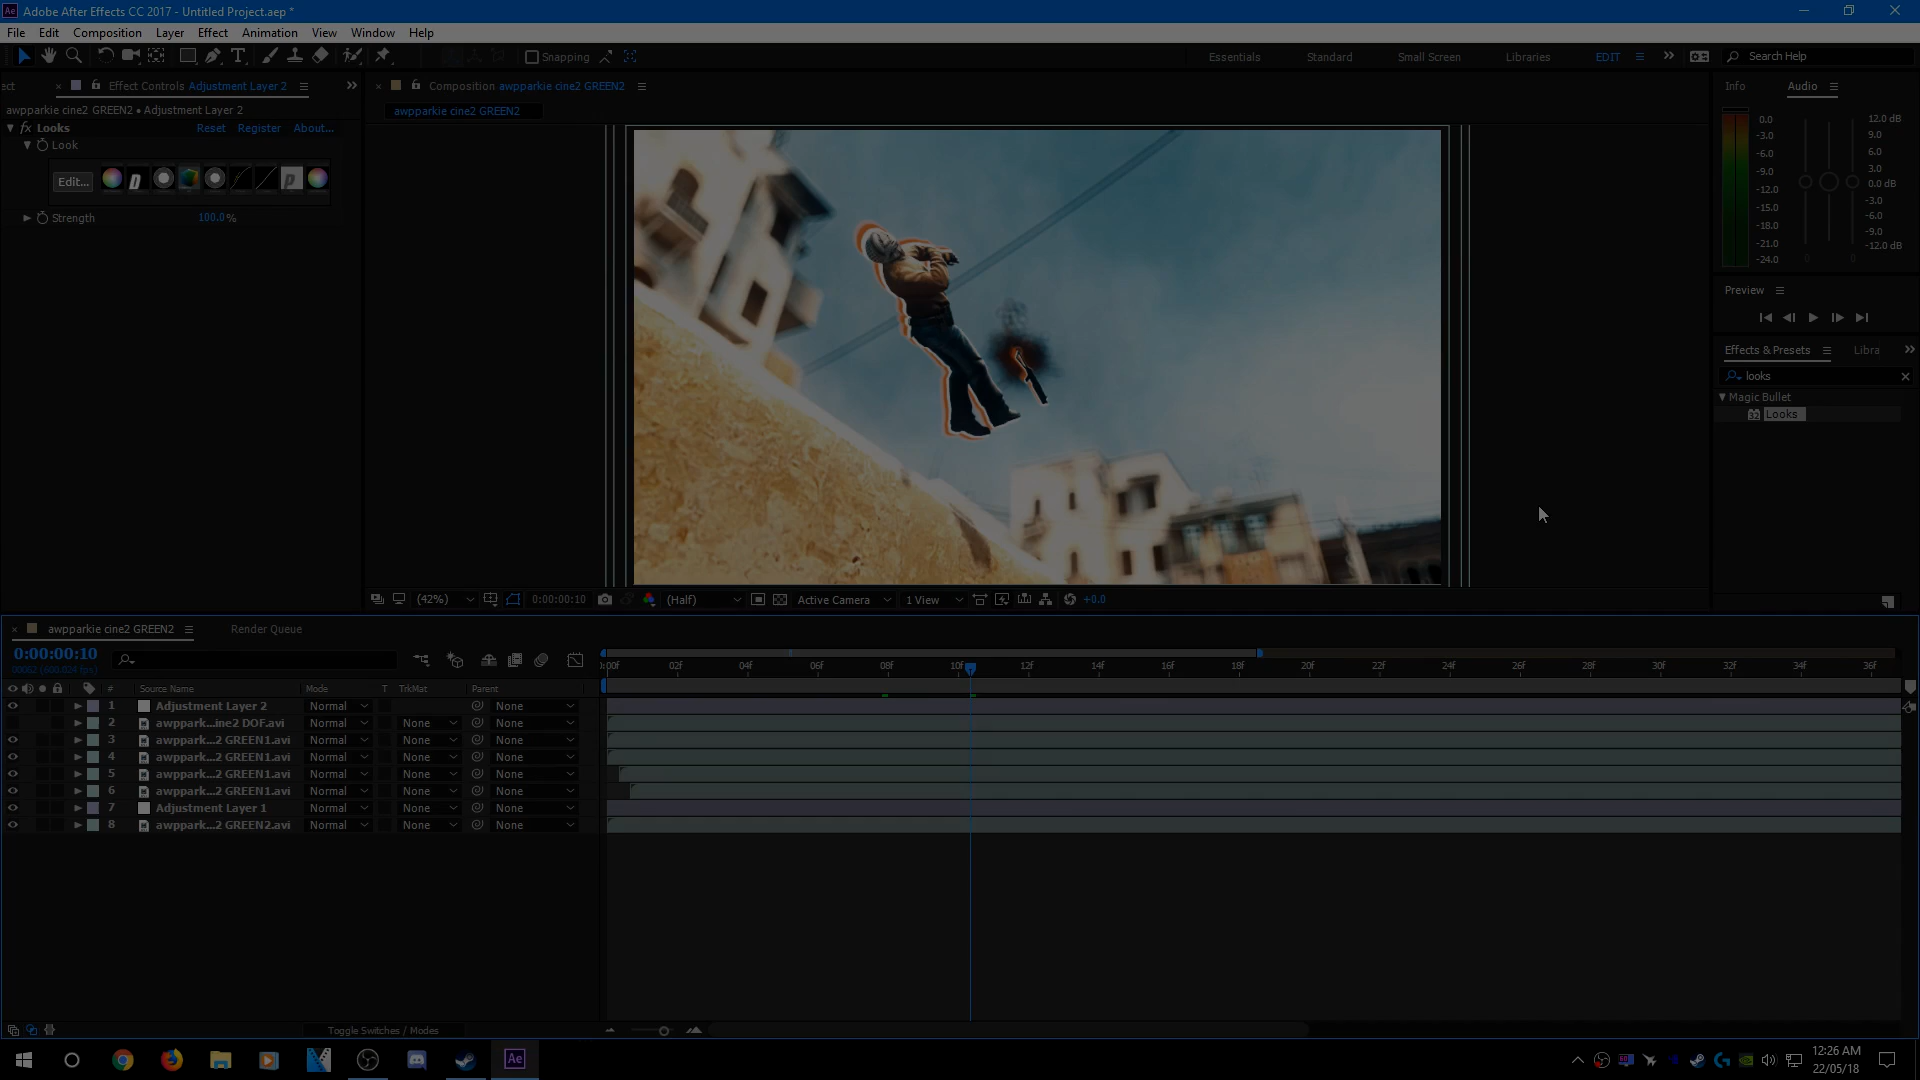 Adobe After Effects CC 2017 - Untitled Project.aep *
File Edit Composition Layer Effect Animation View Window Help
Snapping
Essentials Standard Small Screen Libraries EDIT Search Help
ect Effect Controls Adjustment Layer 2
awpparkie cine2 GREEN2 • Adjustment Layer 2
fx Looks Reset Register About...
Look
Edit...
Strength 100.0 %
Composition awpparkie cine2 GREEN2
awpparkie cine2 GREEN2
Info Audio
0.0 12.0 dB
-3.0 9.0
-6.0 6.0
-9.0 3.0
-12.0 0.0 dB
-15.0 -3.0
-18.0 -6.0
-21.0 -9.0
-24.0 -12.0 dB
0 0
Preview
Effects & Presets Libra
looks
Magic Bullet
32 Looks
(42%) 0:00:00:10 (Half) Active Camera 1 View +0.0
awpparkie cine2 GREEN2 Render Queue
0:00:00:10
:00f 02f 04f 06f 08f 10f 12f 14f 16f 18f 20f 22f 24f 26f 28f 30f 32f 34f 36f
# Source Name Mode T TrkMat Parent
1 Adjustment Layer 2 Normal None
2 awppark...ine2 DOF.avi Normal None None
3 awppark...2 GREEN1.avi Normal None None
4 awppark...2 GREEN1.avi Normal None None
5 awppark...2 GREEN1.avi Normal None None
6 awppark...2 GREEN1.avi Normal None None
7 Adjustment Layer 1 Normal None None
8 awppark...2 GREEN2.avi Normal None None
Toggle Switches / Modes
Ae
12:26 AM
22/05/18